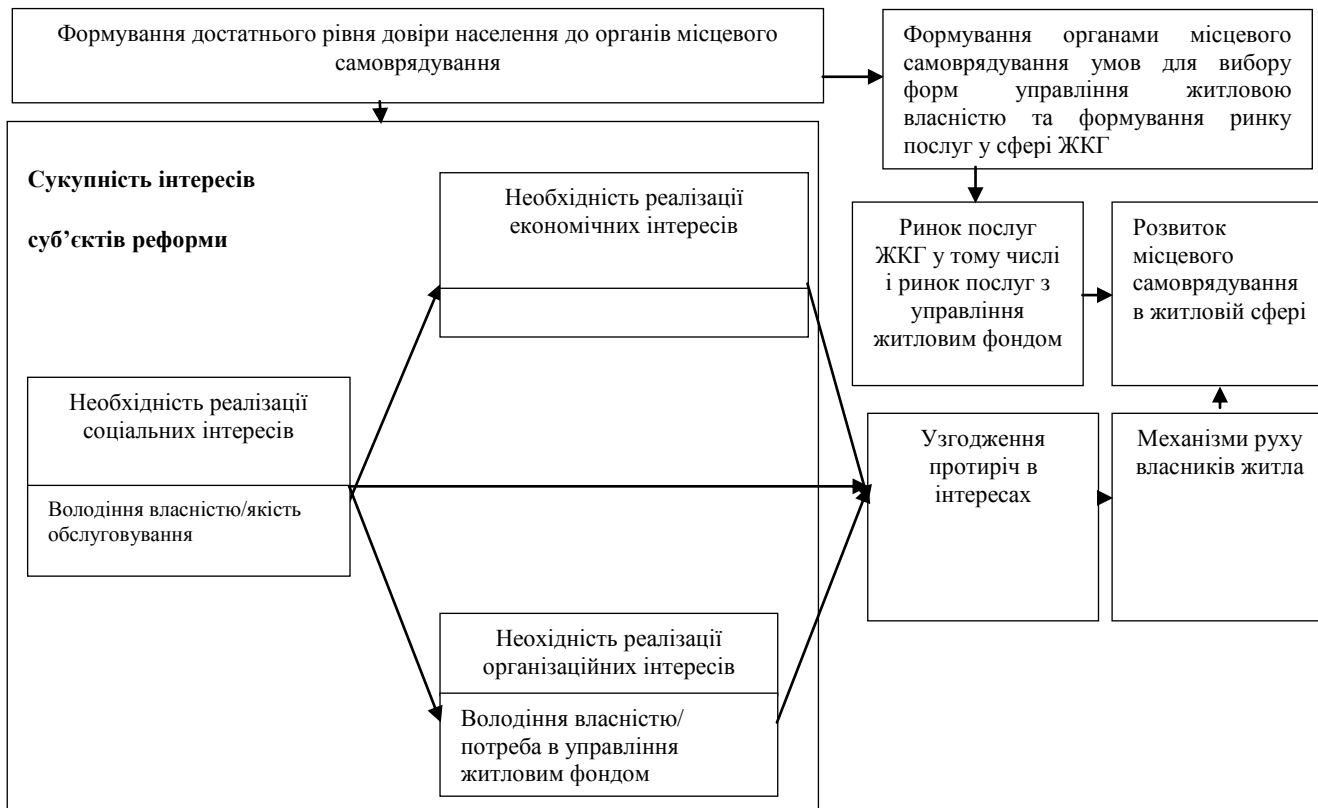 Формування достатнього рівня довіри населення до органів місцевого
самоврядування
Формування органами місцевого
самоврядування умов для вибору
форм управління житловою
власністю та формування ринку
послуг у сфері ЖКГ
Сукупність інтересів
суб’єктів реформи
Необхідність реалізації
економічних інтересів
Ринок послуг
ЖКГ у тому числі
і ринок послуг з
управління
житловим фондом
Розвиток
місцевого
самоврядування
в житловій сфері
Необхідність реалізації
соціальних інтересів
Володіння власністю/якість
обслуговування
Узгодження
протиріч в
інтересах
Механізми руху
власників житла
Неохідність реалізації
організаційних інтересів
Володіння власністю/
потреба в управління
житловим фондом